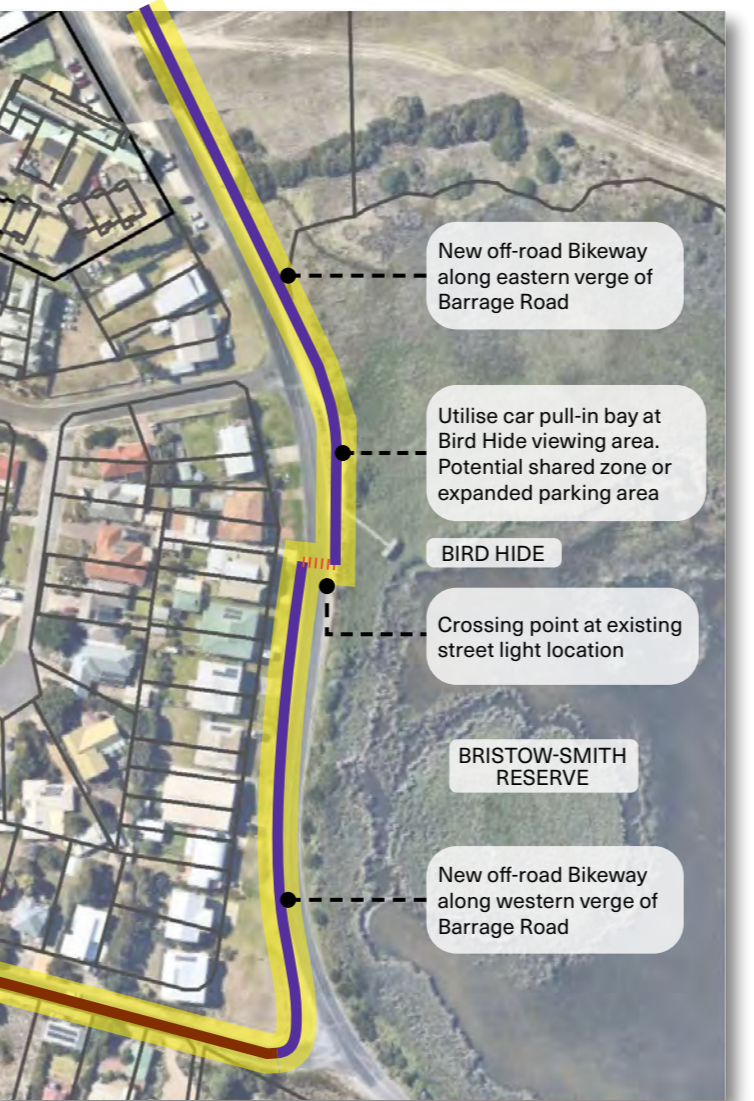 New off-road Bikeway
along eastern verge of
Barrage Road
Utilise car pull-in bay at
Bird Hide viewing area.
Potential shared zone or
expanded parking area
BIRD HIDE
Crossing point at existing
street light location
BRISTOW-SMITH
RESERVE
New off-road Bikeway
along western verge of
Barrage Road